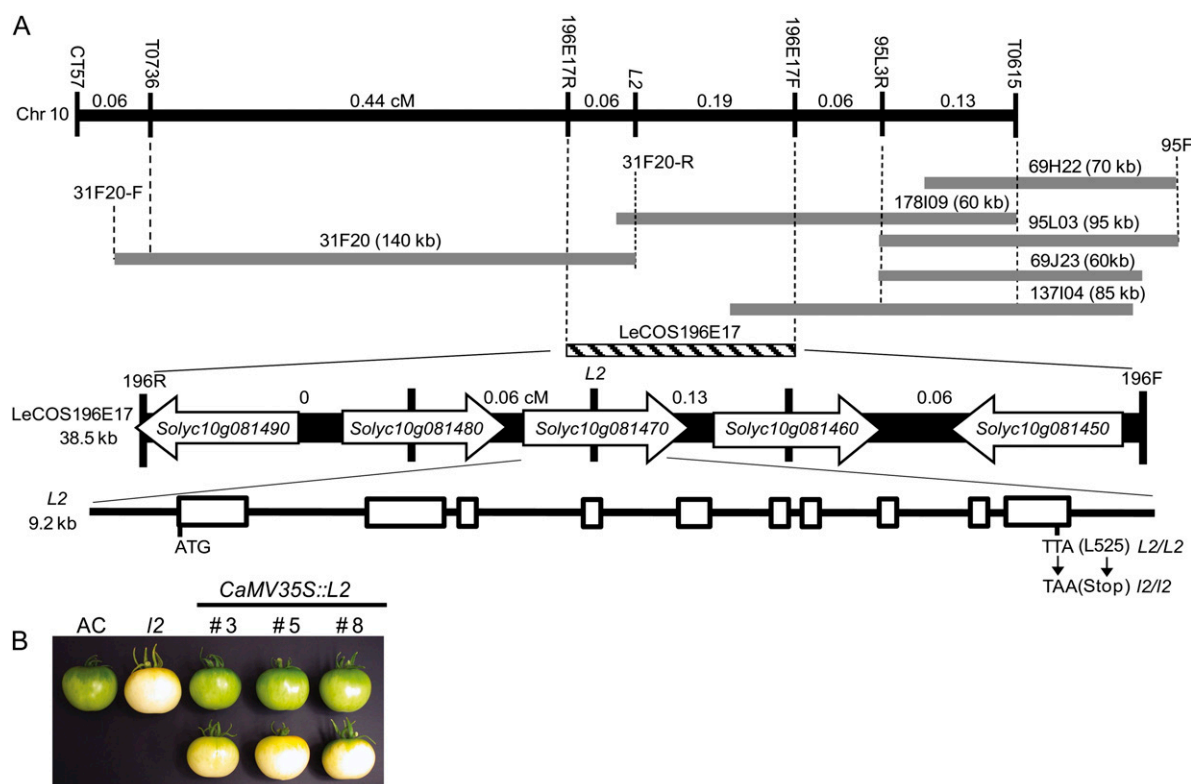 A
CT57 T0736 196E17R L2 196E17F 95L3R T0615
0.06 0.44 cM 0.06 0.19 0.06 0.13
Chr 10
95F
31F20-R
69H22 (70 kb)
31F20-F
178I09 (60 kb)
95L03 (95 kb)
31F20 (140 kb)
69J23 (60kb)
137I04 (85 kb)
LeCOS196E17
196R L2 196F
0 0.06 cM 0.13 0.06
LeCOS196E17
38.5 kb
Solyc10g081490 Solyc10g081480 Solyc10g081470 Solyc10g081460 Solyc10g081450
L2
9.2 kb
ATG
TTA (L525) L2/L2
TAA(Stop) l2/l2
CaMV35S::L2
AC l2 #3 #5 #8
B